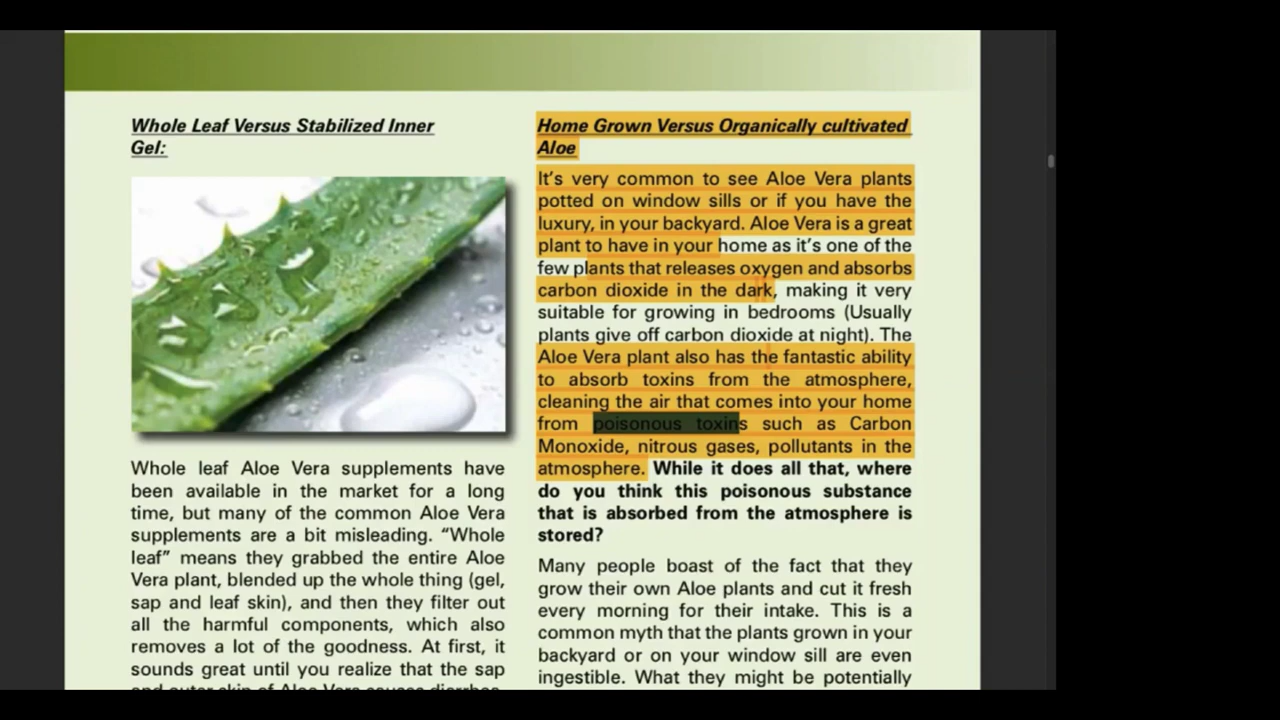 Whole Leaf Versus Stabilized Inner
Gel:
Whole leaf Aloe Vera supplements have
been available in the market for a long
time, but many of the common Aloe Vera
supplements are a bit misleading. “Whole
leaf” means they grabbed the entire Aloe
Vera plant, blended up the whole thing (gel,
sap and leaf skin), and then they filter out
all the harmful components, which also
removes a lot of the goodness. At first, it
sounds great until you realize that the sap
and outer skin of Aloe Vera causes diarrhea,
Home Grown Versus Organically cultivated
Aloe
It’s very common to see Aloe Vera plants
potted on window sills or if you have the
luxury, in your backyard. Aloe Vera is a great
plant to have in your home as it’s one of the
few plants that releases oxygen and absorbs
carbon dioxide in the dark, making it very
suitable for growing in bedrooms (Usually
plants give off carbon dioxide at night). The
Aloe Vera plant also has the fantastic ability
to absorb toxins from the atmosphere,
cleaning the air that comes into your home
from poisonous toxins such as Carbon
Monoxide, nitrous gases, pollutants in the
atmosphere. While it does all that, where
do you think this poisonous substance
that is absorbed from the atmosphere is
stored?
Many people boast of the fact that they
grow their own Aloe plants and cut it fresh
every morning for their intake. This is a
common myth that the plants grown in your
backyard or on your window sill are even
ingestible. What they might be potentially